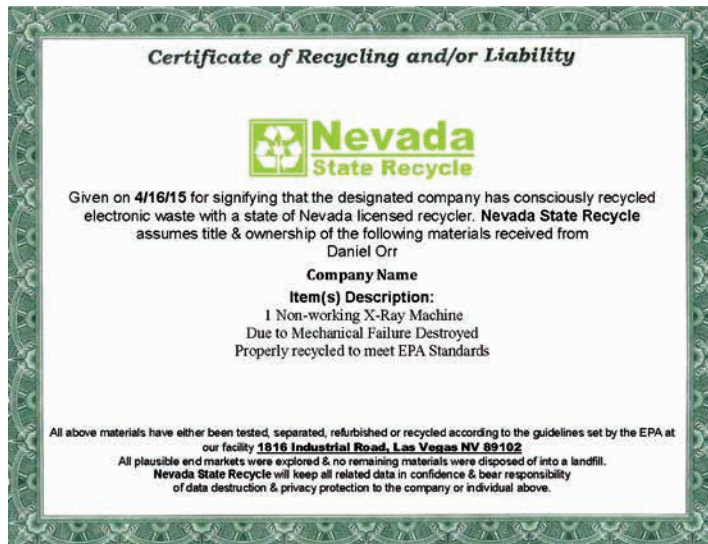 Certificate of Recycling and/or Liability
Nevada
State Recycle
Given on 4/16/15 for signifying that the designated company has consciously recycled
electronic waste with a state of Nevada licensed recycler. Nevada State Recycle
assumes title & ownership of the following materials received from
Daniel Orr
Company Name
Item(s) Description:
1 Non-working X-Ray Machine
Due to Mechanical Failure Destroyed
Properly recycled to meet EPA Standards
All above materials have either been tested, separated, refurbished or recycled according to the guidelines set by the EPA at
our facility 1816 Industrial Road, Las Vegas NV 89102
All plausible end markets were explored & no remaining materials were disposed of into a landfill.
Nevada State Recycle will keep all related data in confidence & bear responsibility
of data destruction & privacy protection to the company or individual above.